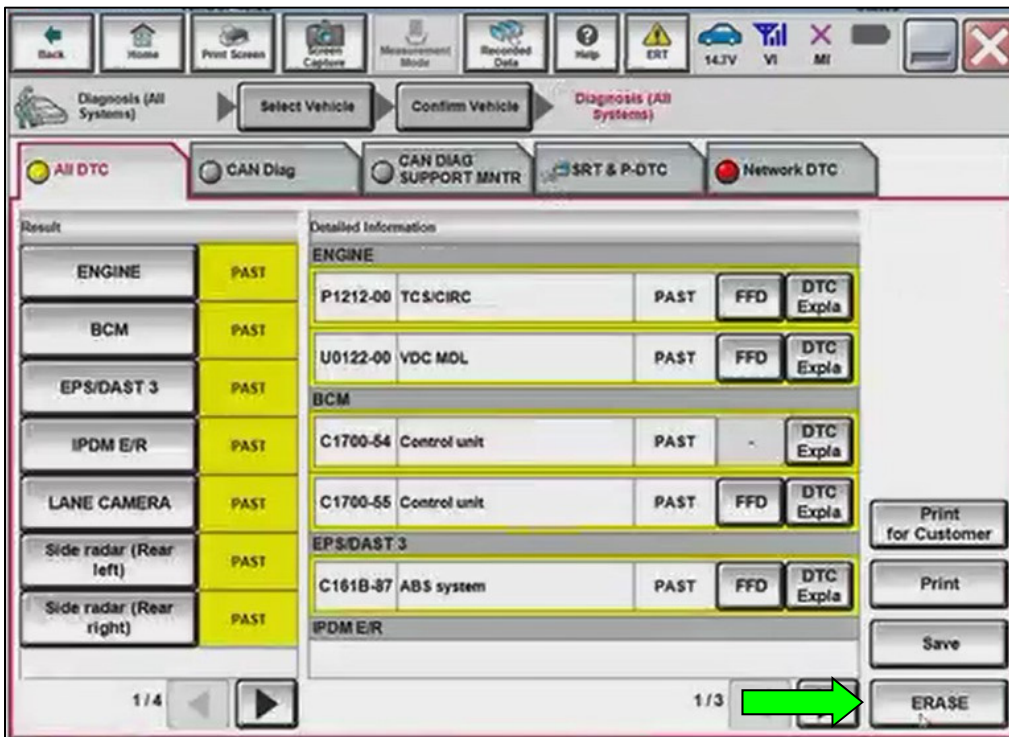 Back
Home
Print Screen
Screen
Capture
Measurement
Mode
Recorded
Data
Help
ERT
14.7V
VI
MI
Diagnosis (All
Systems)
Select Vehicle
Confirm Vehicle
Diagnosis (All
Systems)
All DTC
CAN Diag
CAN DIAG
SUPPORT MNTR
SRT & P-DTC
Network DTC
Result
ENGINE PAST
BCM PAST
EPS/DAST 3 PAST
IPDM E/R PAST
LANE CAMERA PAST
Side radar (Rear
left) PAST
Side radar (Rear
right) PAST
1/4
Detailed Information
ENGINE
P1212-00 TCS/CIRC PAST FFD DTC
Expla
U0122-00 VDC MDL PAST FFD DTC
Expla
BCM
C1700-54 Control unit PAST - DTC
Expla
C1700-55 Control unit PAST FFD DTC
Expla
EPS/DAST 3
C161B-87 ABS system PAST FFD DTC
Expla
IPDM E/R
1/3
Print
for Customer
Print
Save
ERASE